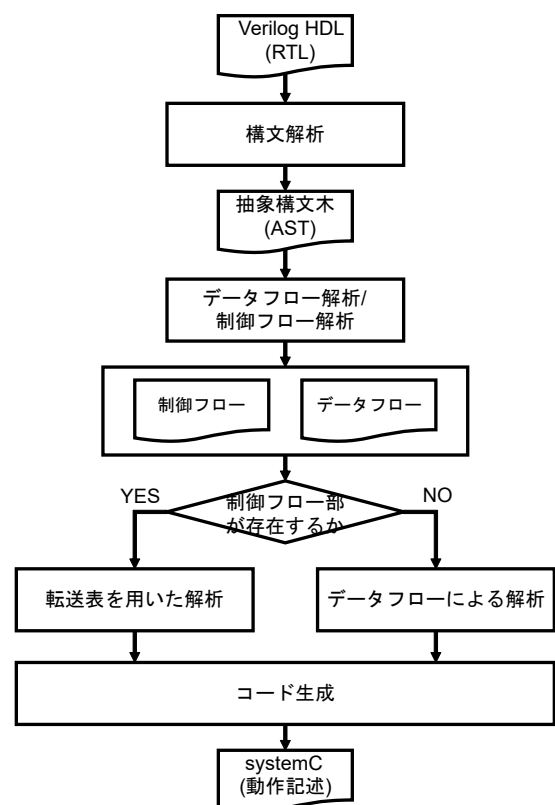 Verilog HDL
(RTL)
構文解析
抽象構文木
(AST)
データフロー解析/
制御フロー解析
制御フロー
データフロー
制御フロー部
が存在するか
YES
NO
転送表を用いた解析
データフローによる解析
コード生成
systemC
(動作記述)